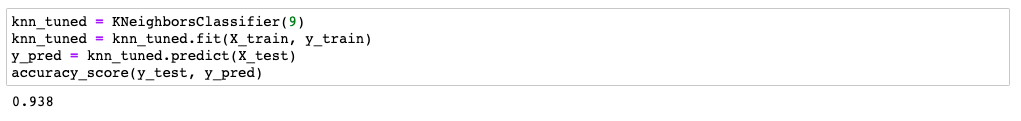 knn_tuned = KNeighborsClassifier(9)
knn_tuned = knn_tuned.fit(X_train, y_train)
y_pred = knn_tuned.predict(X_test)
accuracy_score(y_test, y_pred)
0.938